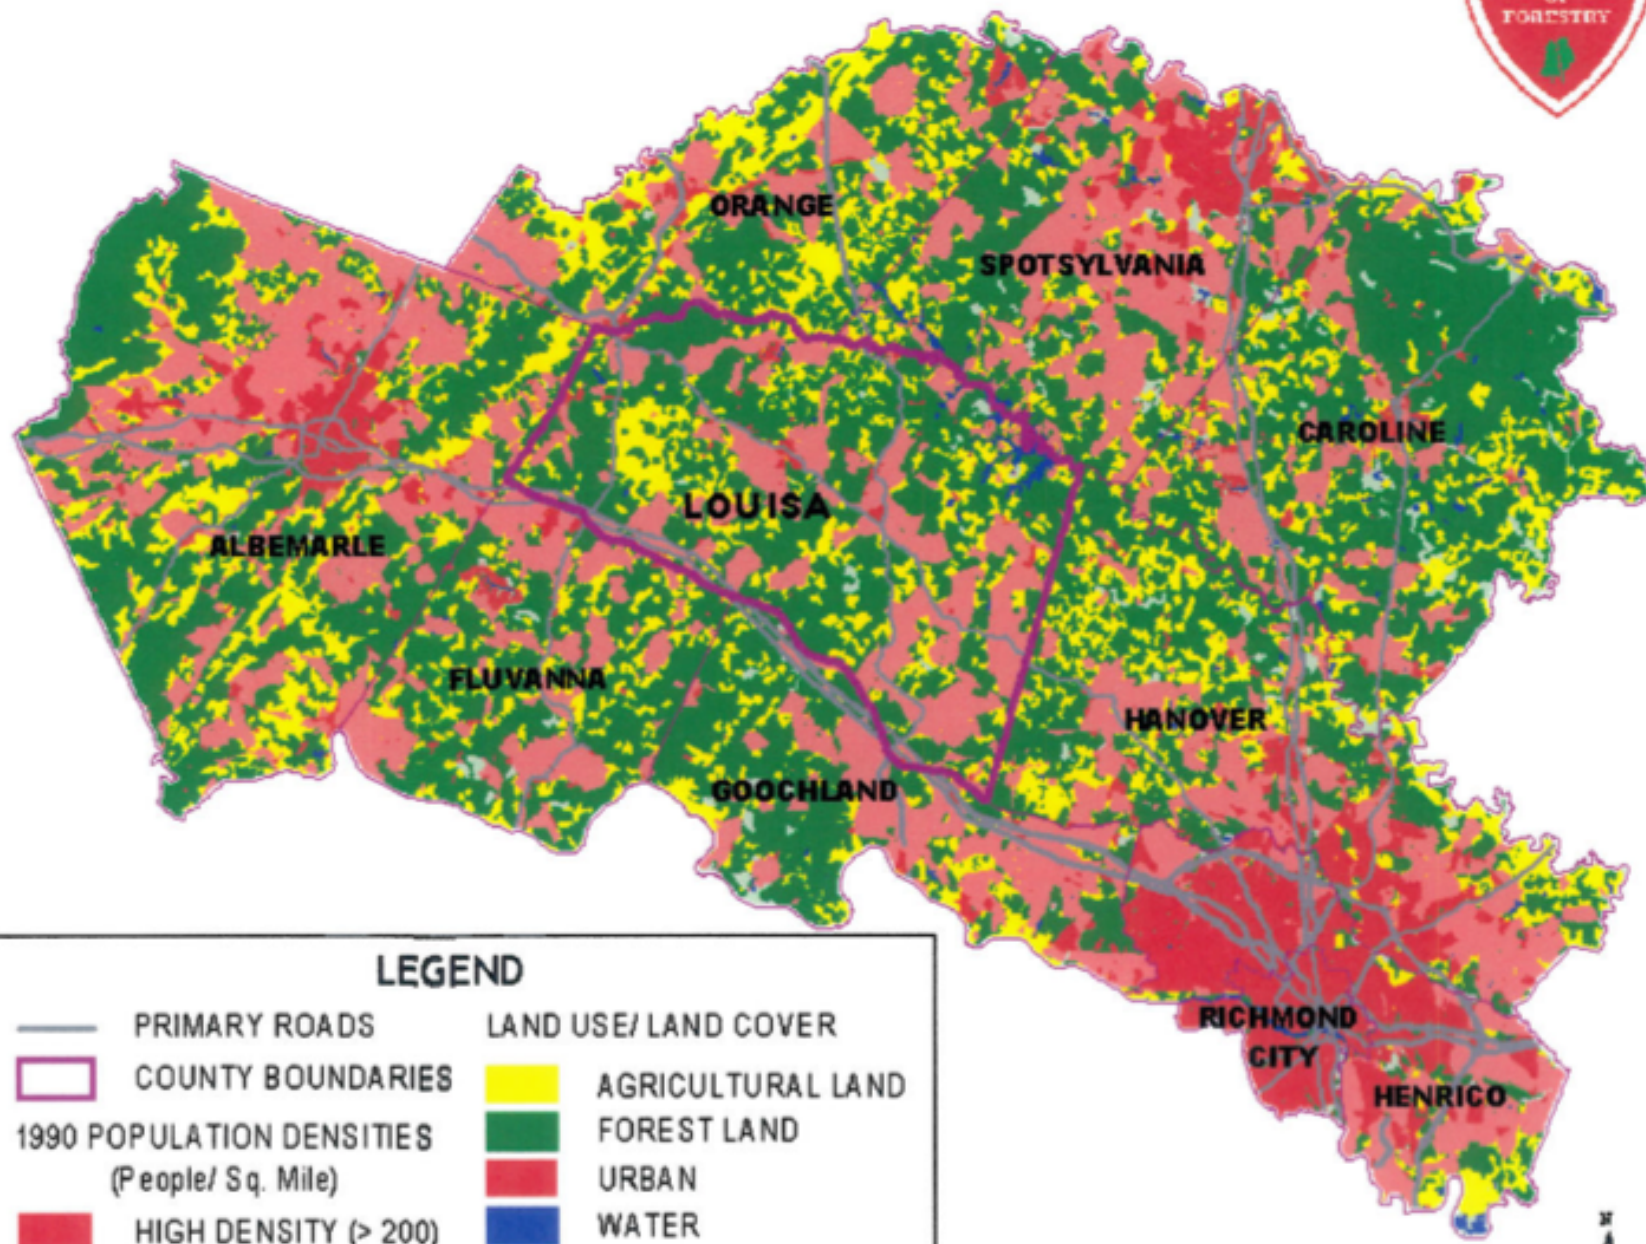 OF
FORESTRY
ORANGE
SPOTSYLVANIA
CAROLINE
LOUISA
ALBEMARLE
FLUVANNA
HANOVER
GOOCHLAND
RICHMOND
CITY
HENRICO
LEGEND
PRIMARY ROADS
COUNTY BOUNDARIES
1990 POPULATION DENSITIES
(People/ Sq. Mile)
HIGH DENSITY (> 200)
LAND USE/ LAND COVER
AGRICULTURAL LAND
FOREST LAND
URBAN
WATER
N